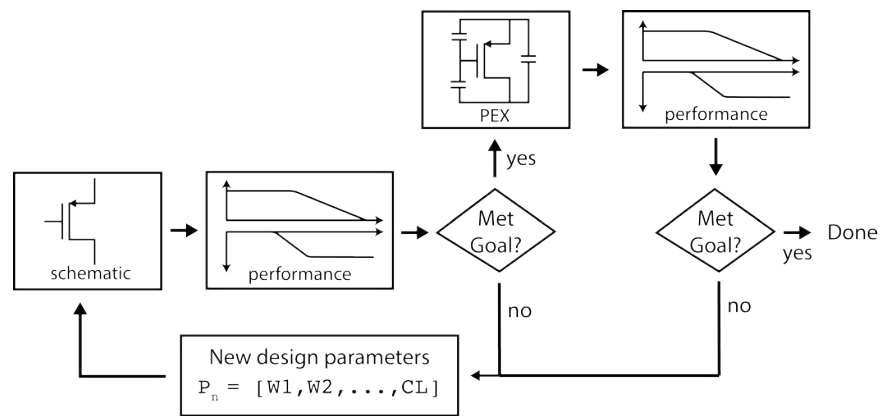 PEX
performance
yes
schematic
performance
Met
Goal?
Met
Goal?
yes
Done
no
no
New design parameters
Pn = [W1,W2,...,CL]